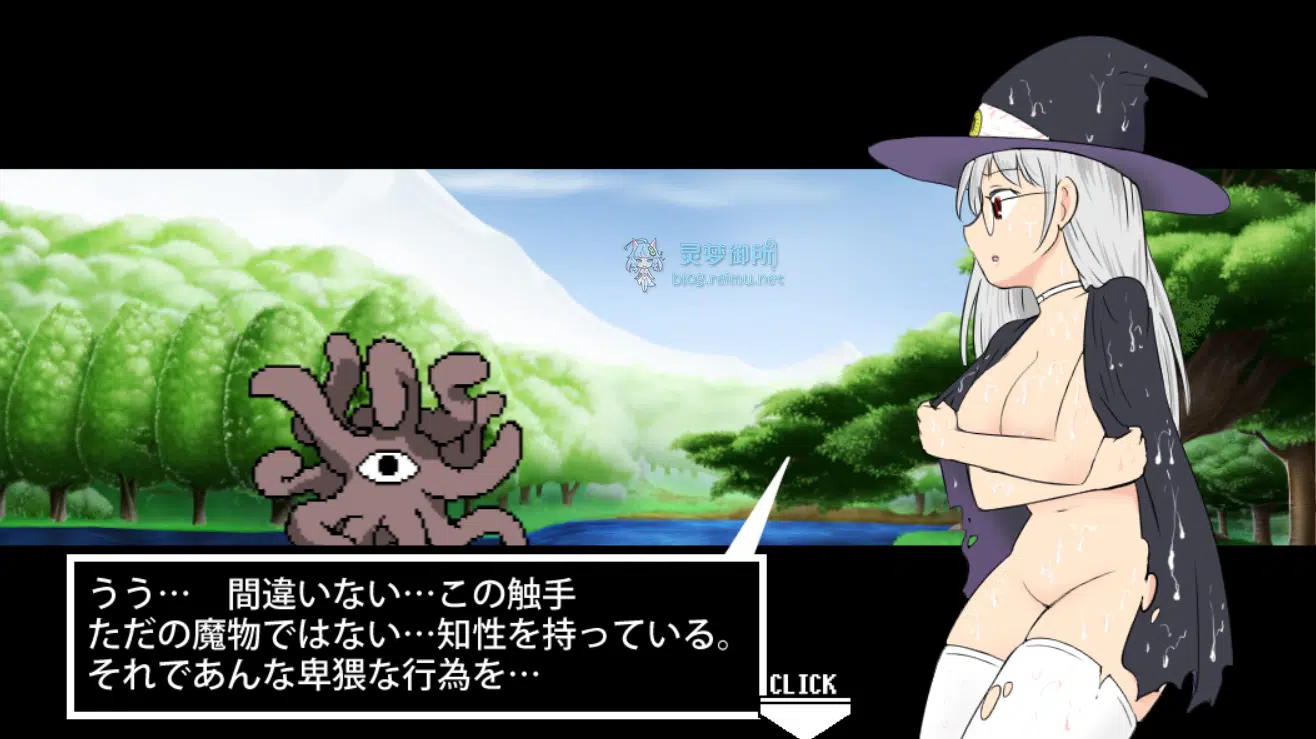 灵梦御所
blog.reimu.net
うう…　間違いない…この触手
ただの魔物ではない…知性を持っている。
それであんな卑猥な行為を…
CLICK